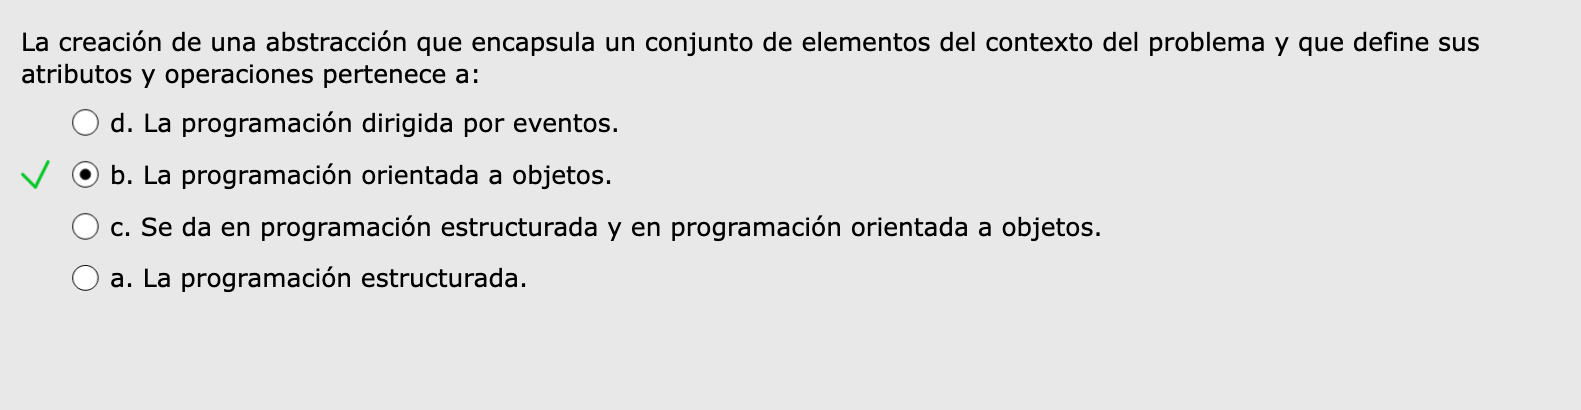 La creación de una abstracción que encapsula un conjunto de elementos del contexto del problema y que define sus
atributos y operaciones pertenece a:
d. La programación dirigida por eventos.
b. La programación orientada a objetos.
c. Se da en programación estructurada y en programación orientada a objetos.
a. La programación estructurada.